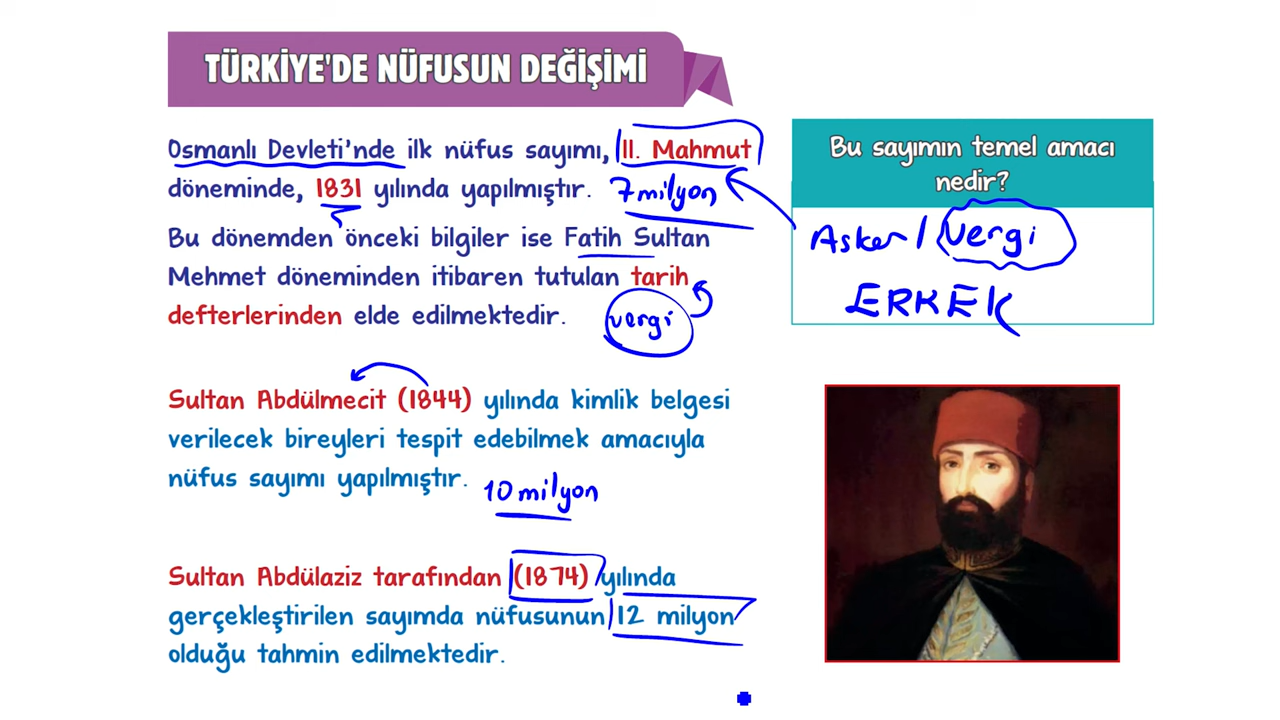 TÜRKİYE'DE NÜFUSUN DEĞİŞİMİ
Osmanlı Devleti'nde ilk nüfus sayımı, II. Mahmut
döneminde, 1831 yılında yapılmıştır. 7 milyon
Bu dönemden önceki bilgiler ise Fatih Sultan
Mehmet döneminden itibaren tutulan tarih
defterlerinden elde edilmektedir. vergi
Sultan Abdülmecit (1844) yılında kimlik belgesi
verilecek bireyleri tespit edebilmek amacıyla
nüfus sayımı yapılmıştır. 10 milyon
Sultan Abdülaziz tarafından (1874) yılında
gerçekleştirilen sayımda nüfusunun 12 milyon
olduğu tahmin edilmektedir.
Bu sayımın temel amacı
nedir?
Asker / vergi
ERKEK